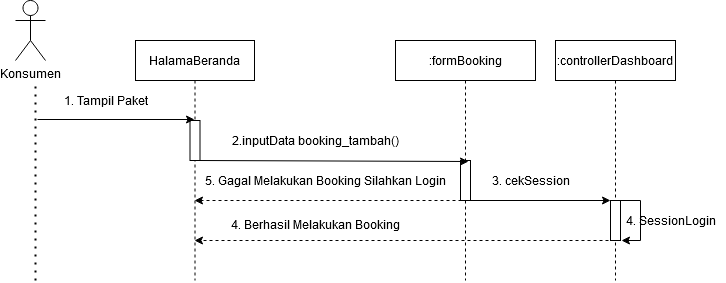 Konsumen
HalamaBeranda
:formBooking
:controllerDashboard
1. Tampil Paket
2.inputData booking_tambah()
5. Gagal Melakukan Booking Silahkan Login
3. cekSession
4. Berhasil Melakukan Booking
4. SessionLogin